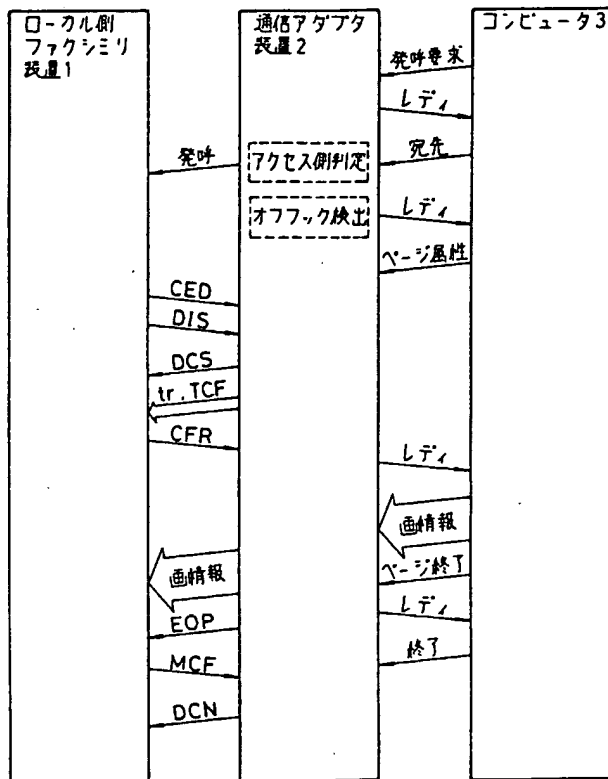 ローカル側
ファクシミリ
装置1
通信アダプタ
装置2
コンピュータ3
発呼要求
レディ
宛先
アクセス側判定
発呼
オフフック検出
レディ
ページ属性
CED
DIS
DCS
tr.TCF
CFR
レディ
画情報
画情報
ページ終了
レディ
EOP
終了
MCF
DCN